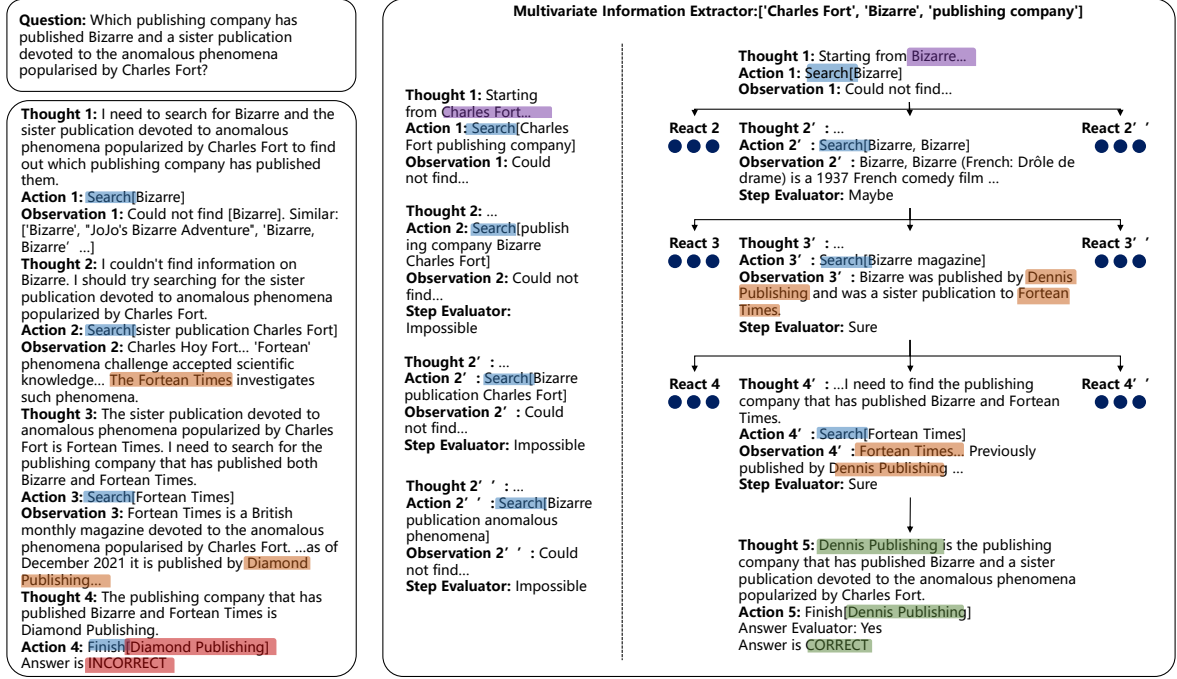 Question: Which publishing company has
published Bizarre and a sister publication
devoted to the anomalous phenomena
popularised by Charles Fort?
Thought 1: I need to search for Bizarre and the
sister publication devoted to anomalous
phenomena popularized by Charles Fort to find
out which publishing company has published
them.
Action 1: Search[Bizarre]
Observation 1: Could not find [Bizarre]. Similar:
['Bizarre', "JoJo's Bizarre Adventure", 'Bizarre,
Bizarre' …]
Thought 2: I couldn't find information on
Bizarre. I should try searching for the sister
publication devoted to anomalous phenomena
popularized by Charles Fort.
Action 2: Search[sister publication Charles Fort]
Observation 2: Charles Hoy Fort... 'Fortean'
phenomena challenge accepted scientific
knowledge... The Fortean Times investigates
such phenomena.
Thought 3: The sister publication devoted to
anomalous phenomena popularized by Charles
Fort is Fortean Times. I need to search for the
publishing company that has published both
Bizarre and Fortean Times.
Action 3: Search[Fortean Times]
Observation 3: Fortean Times is a British
monthly magazine devoted to the anomalous
phenomena popularised by Charles Fort. ...as of
December 2021 it is published by Diamond
Publishing...
Thought 4: The publishing company that has
published Bizarre and Fortean Times is
Diamond Publishing.
Action 4: Finish[Diamond Publishing]
Answer is INCORRECT
Multivariate Information Extractor:['Charles Fort', 'Bizarre', 'publishing company']
Thought 1: Starting
from Charles Fort...
Action 1: Search[Charles
Fort publishing company]
Observation 1: Could
not find...
Thought 2: ...
Action 2: Search[publish
ing company Bizarre
Charles Fort]
Observation 2: Could not
find...
Step Evaluator:
Impossible
Thought 2' : ...
Action 2' : Search[Bizarre
publication Charles Fort]
Observation 2' : Could
not find...
Step Evaluator: Impossible
Thought 2' ' : ...
Action 2' ' : Search[Bizarre
publication anomalous
phenomena]
Observation 2' ' : Could
not find...
Step Evaluator: Impossible
Thought 1: Starting from Bizarre...
Action 1: Search[Bizarre]
Observation 1: Could not find...
React 2
Thought 2' : ...
Action 2' : Search[Bizarre, Bizarre]
Observation 2' : Bizarre, Bizarre (French: Drôle de
drame) is a 1937 French comedy film ...
Step Evaluator: Maybe
React 2' '
React 3
Thought 3' : ...
Action 3' : Search[Bizarre magazine]
Observation 3' : Bizarre was published by Dennis
Publishing and was a sister publication to Fortean
Times.
Step Evaluator: Sure
React 3' '
React 4
Thought 4' : ...I need to find the publishing
company that has published Bizarre and Fortean
Times.
Action 4' : Search[Fortean Times]
Observation 4' : Fortean Times... Previously
published by Dennis Publishing ...
Step Evaluator: Sure
React 4' '
Thought 5: Dennis Publishing is the publishing
company that has published Bizarre and a sister
publication devoted to the anomalous phenomena
popularized by Charles Fort.
Action 5: Finish[Dennis Publishing]
Answer Evaluator: Yes
Answer is CORRECT